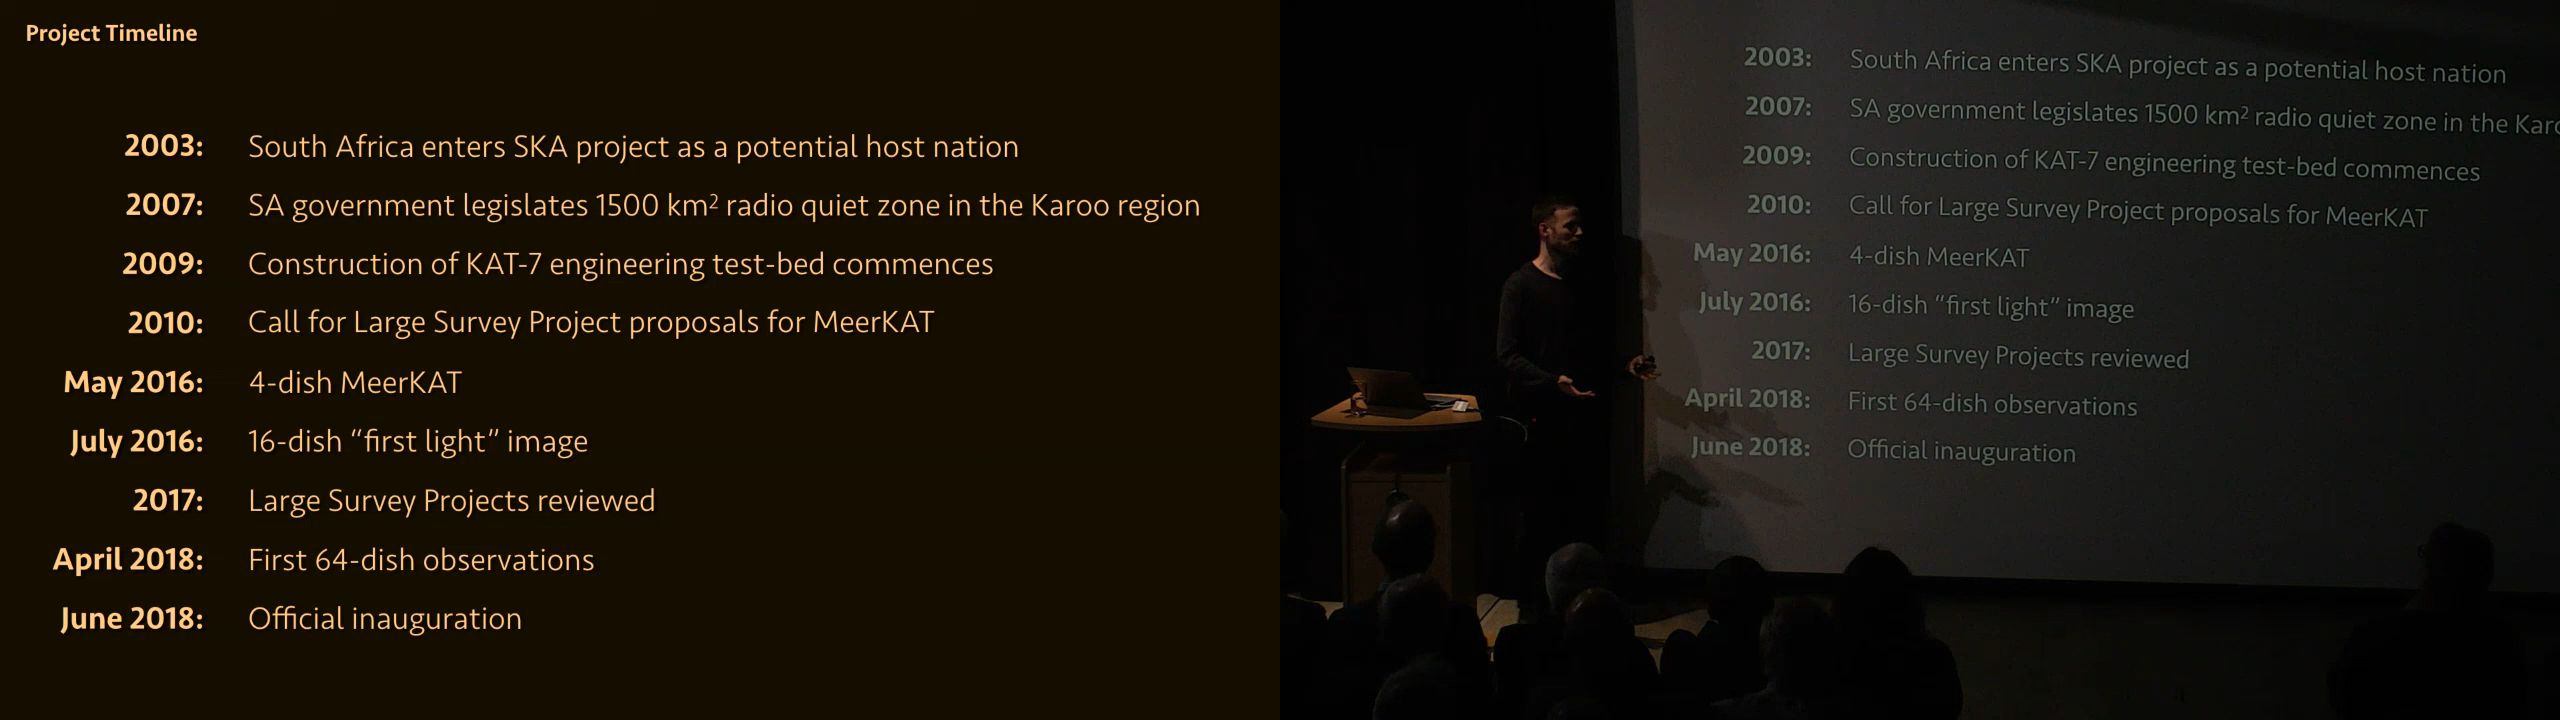 Project Timeline
2003: South Africa enters SKA project as a potential host nation
2007: SA government legislates 1500 km² radio quiet zone in the Karoo region
2009: Construction of KAT-7 engineering test-bed commences
2010: Call for Large Survey Project proposals for MeerKAT
May 2016: 4-dish MeerKAT
July 2016: 16-dish “first light” image
2017: Large Survey Projects reviewed
April 2018: First 64-dish observations
June 2018: Official inauguration
2003: South Africa enters SKA project as a potential host nation
2007: SA government legislates 1500 km² radio quiet zone in the Karo
2009: Construction of KAT-7 engineering test-bed commences
2010: Call for Large Survey Project proposals for MeerKAT
May 2016: 4-dish MeerKAT
July 2016: 16-dish “first light” image
2017: Large Survey Projects reviewed
April 2018: First 64-dish observations
June 2018: Official inauguration